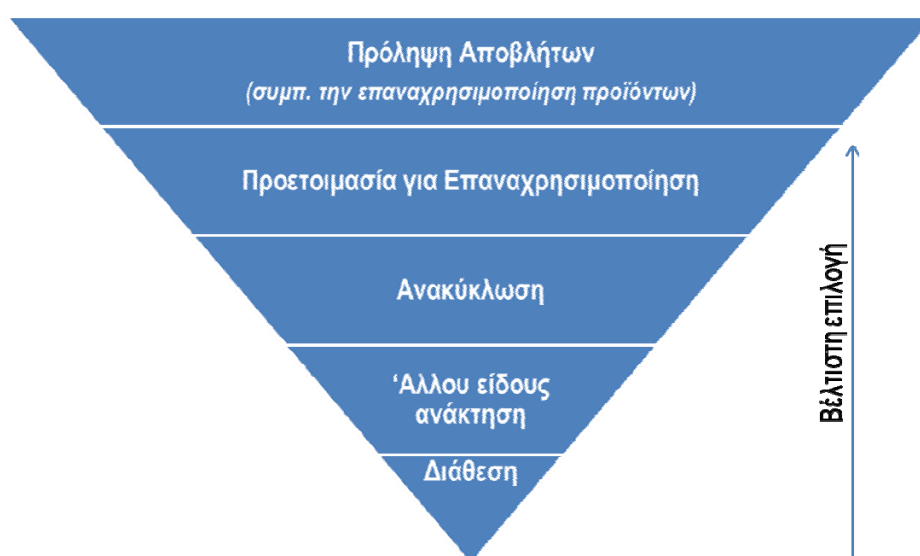 Πρόληψη Αποβλήτων
(συμπ. την επαναχρησιμοποίηση προϊόντων)
Προετοιμασία για Επαναχρησιμοποίηση
Ανακύκλωση
‘Αλλου είδους
ανάκτηση
Διάθεση
Βέλτιστη επιλογή